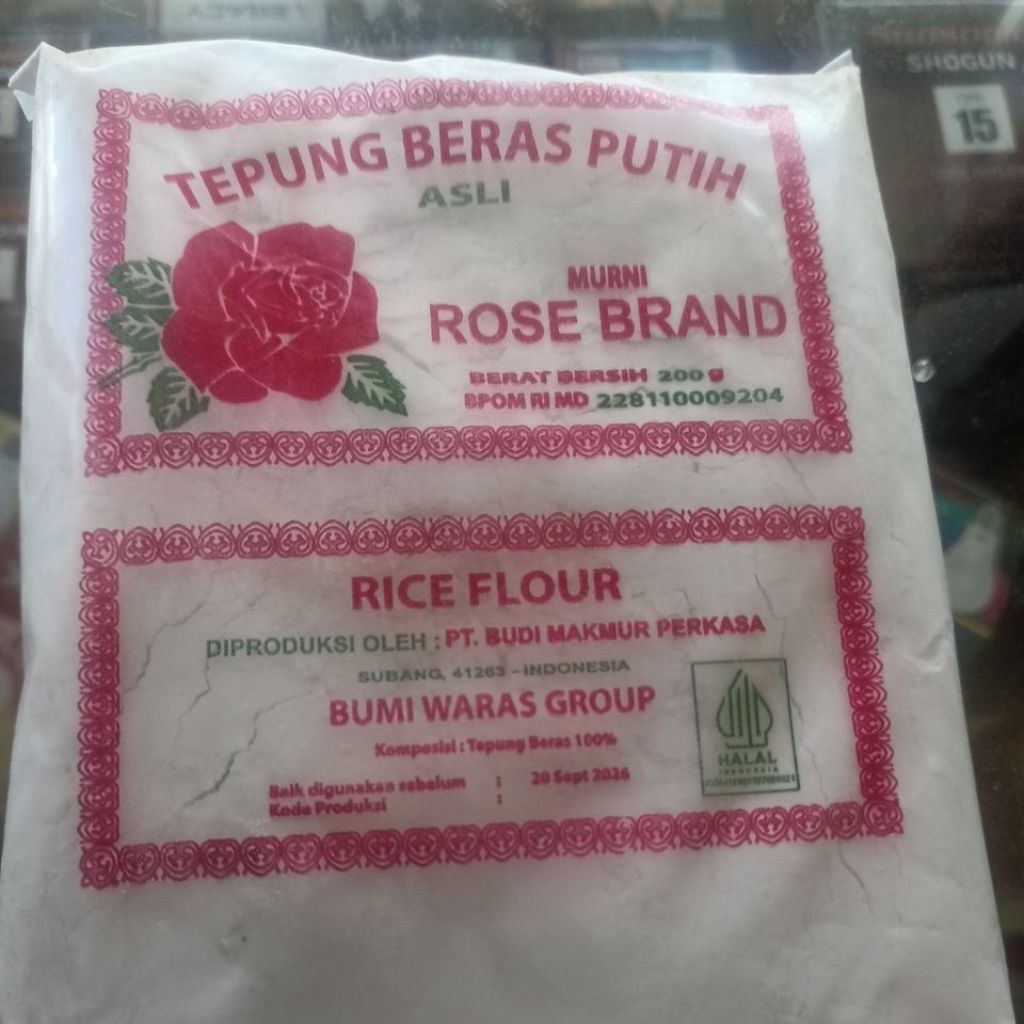 SHOGUN
15
TEPUNG BERAS PUTIH
ASLI
MURNI
ROSE BRAND
BERAT BERSIH 200 g
BPOM RI MD 228110009204
RICE FLOUR
DIPRODUKSI OLEH : PT. BUDI MAKMUR PERKASA
SUBANG, 41263 - INDONESIA
BUMI WARAS GROUP
Komposisi : Tepung Beras 100%
Baik digunakan sebelum : 20 Sept 2026
Kode Produksi :
HALAL
INDONESIA